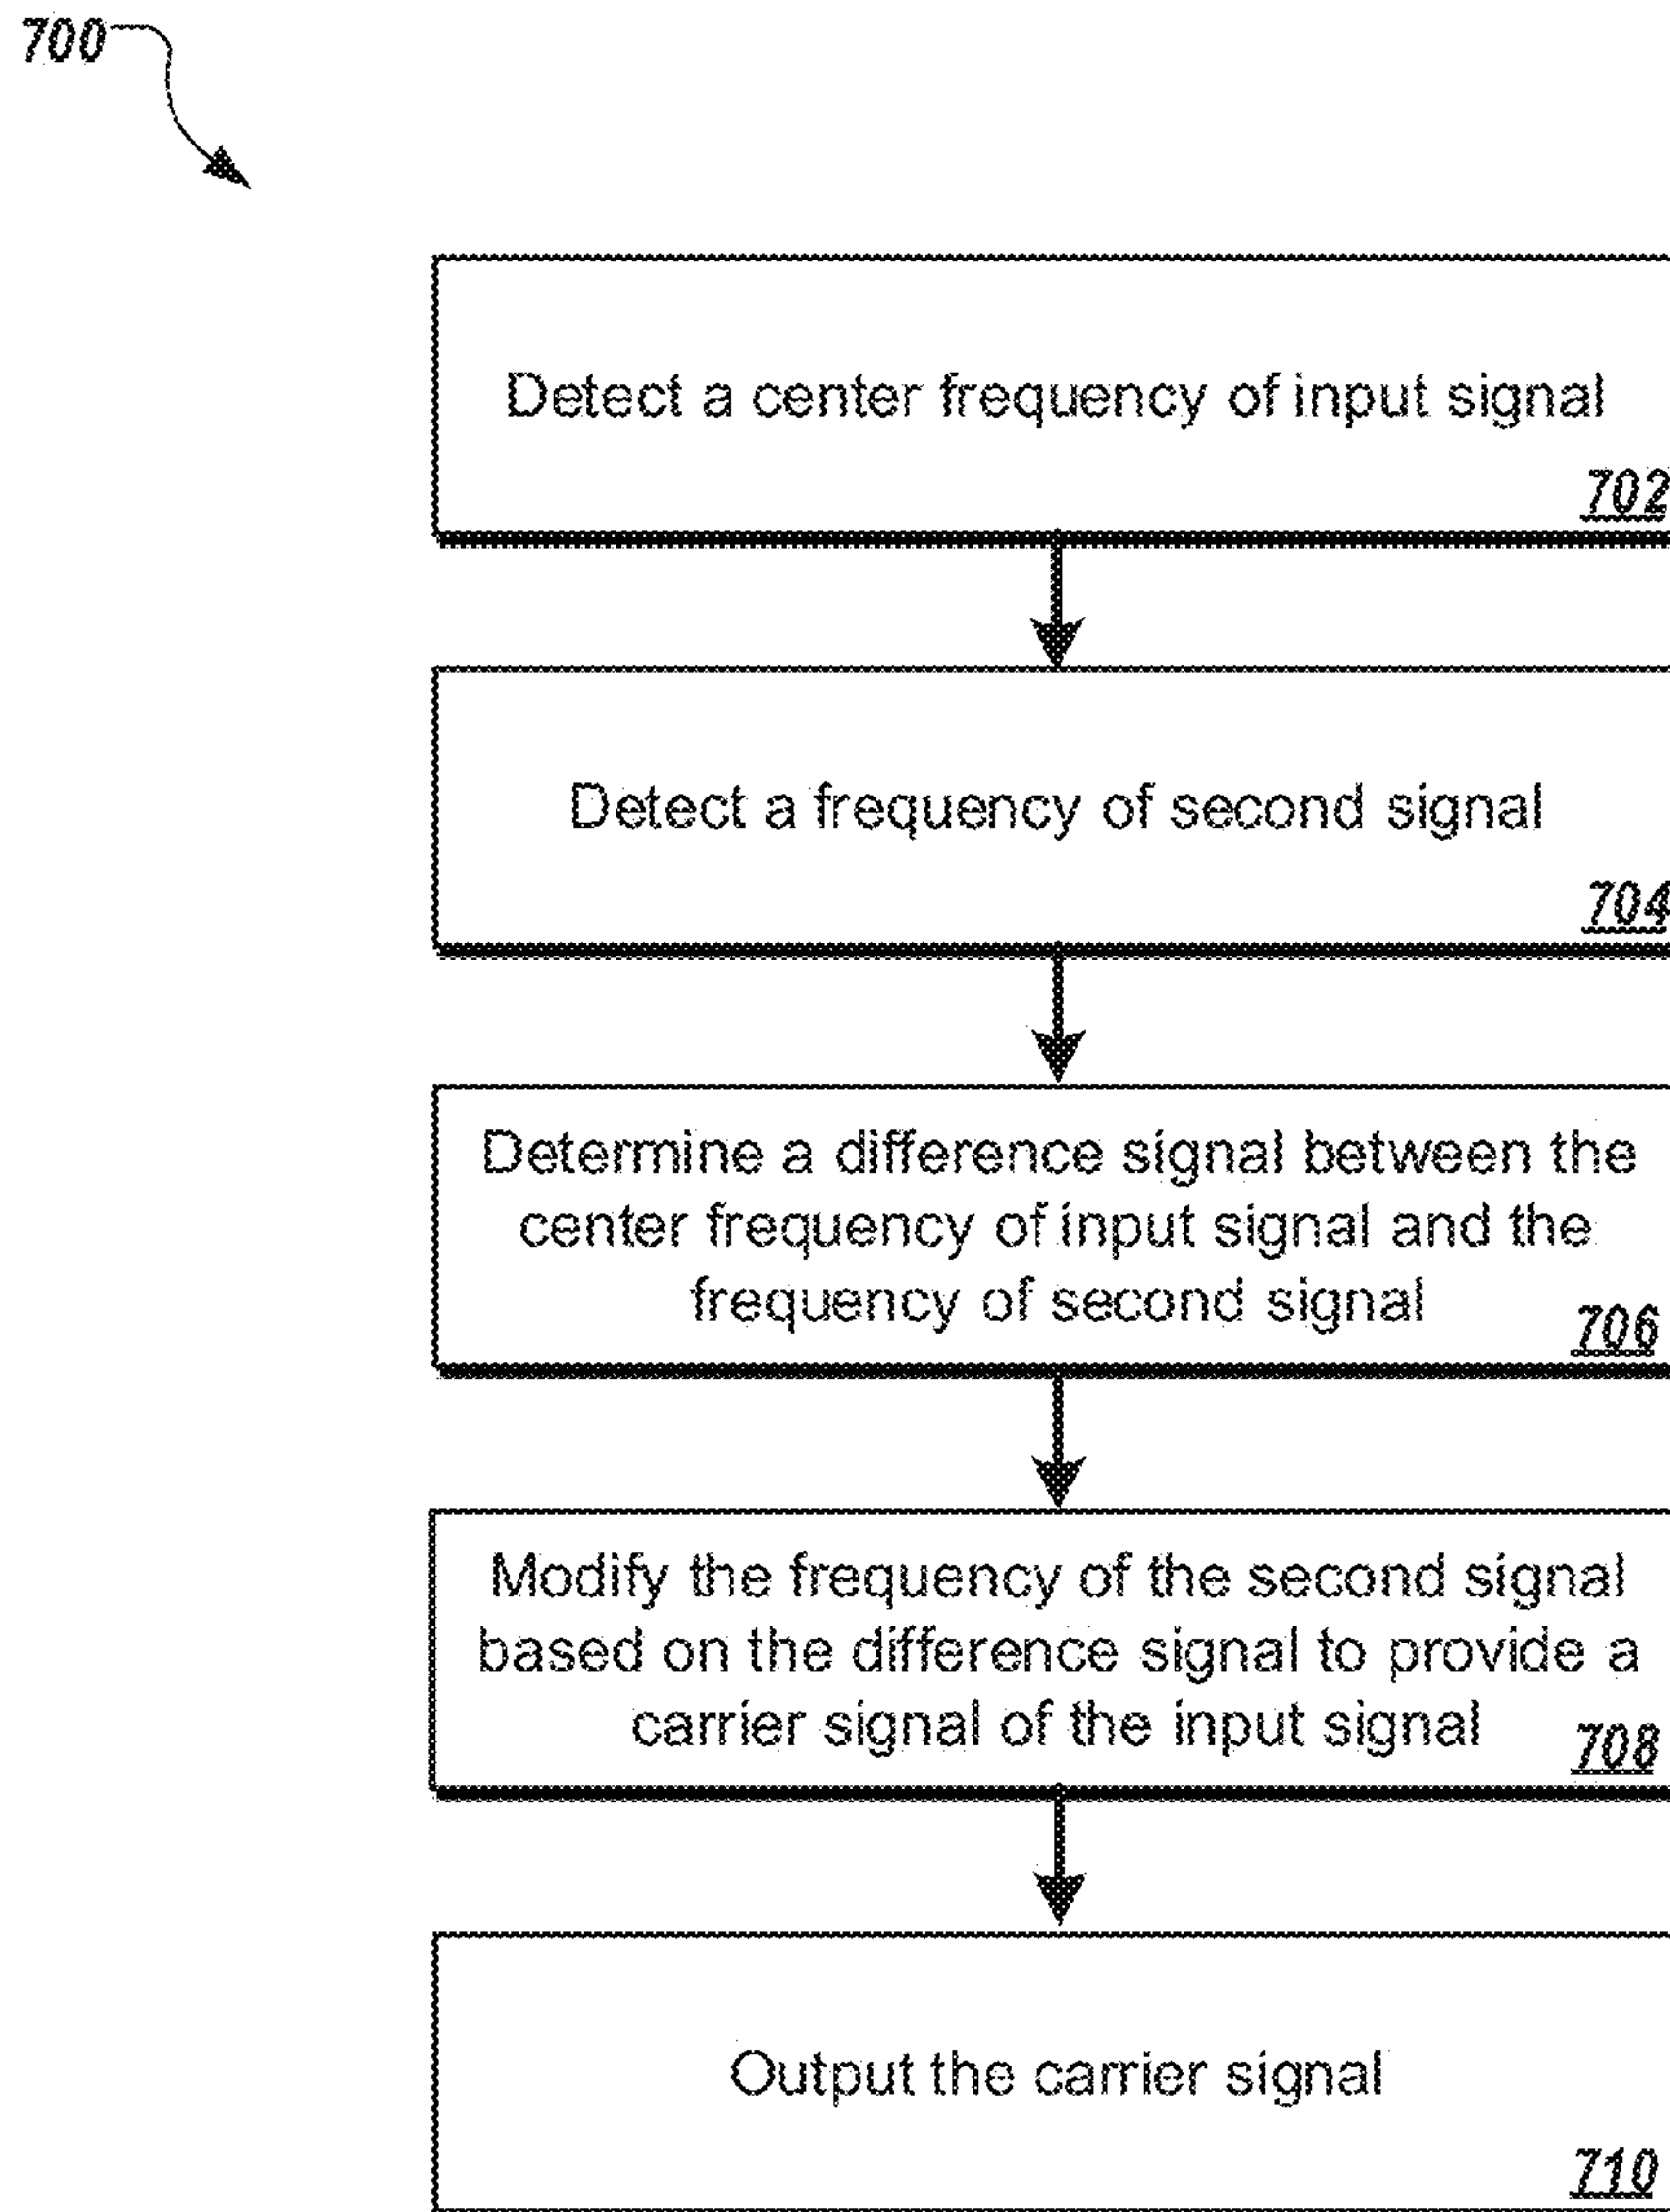 700
Detect a center frequency of input signal
702
Detect a frequency of second signal
704
Determine a difference signal between the
center frequency of input signal and the
frequency of second signal
706
Modify the frequency of the second signal
based on the difference signal to provide a
carrier signal of the input signal
708
Output the carrier signal
710